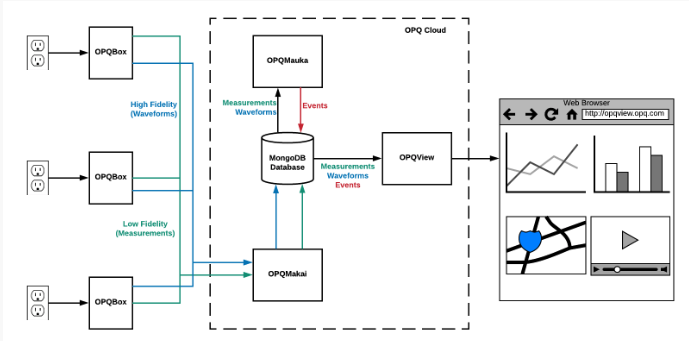 OPQ Cloud
OPQBox
OPQMauka
High Fidelity
(Waveforms)
Measurements
Waveforms
Events
Web Browser
http://opqview.opq.com
OPQBox
MongoDB
Database
Measurements
Waveforms
Events
OPQView
Low Fidelity
(Measurements)
OPQBox
OPQMakai